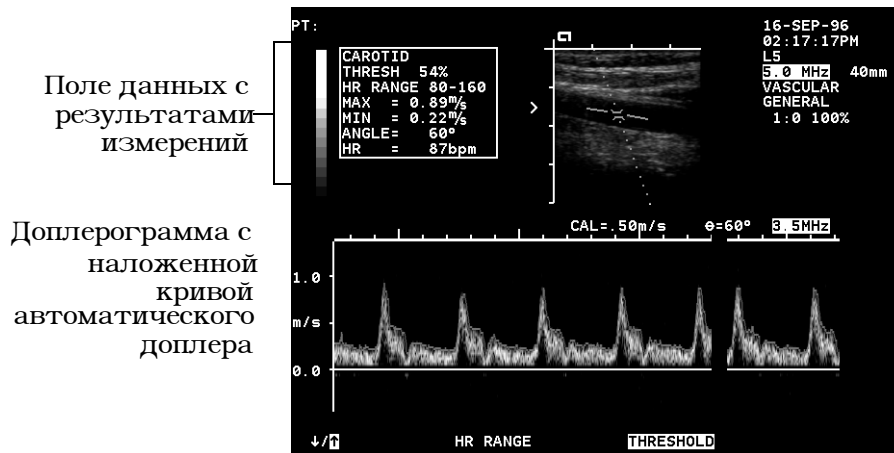 Поле данных с
результатами
измерений
Доплерограмма с
наложенной
кривой
автоматического
доплера
PT:
CAROTID
THRESH 54%
HR RANGE 80-160
MAX = 0.89m/s
MIN = 0.22m/s
ANGLE= 60°
HR = 87bpm
16-SEP-96
02:17:17PM
L5
5.0 MHz 40mm
VASCULAR
GENERAL
1:0 100%
CAL=.50m/s θ=60° 3.5MHz
1.0
m/s
0.0
↓/↑ HR RANGE THRESHOLD